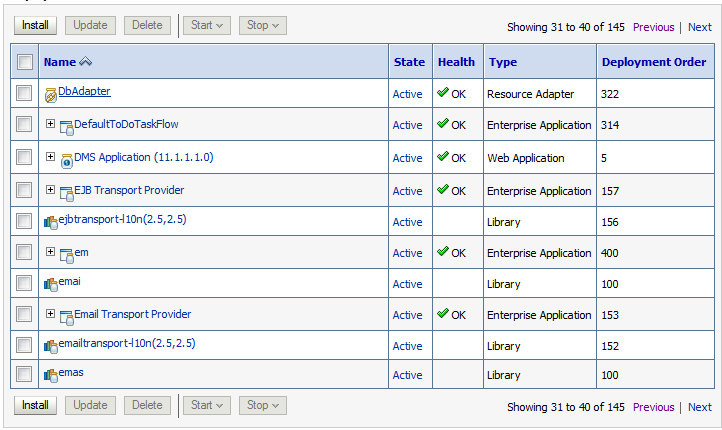 Install Update Delete Start Stop Showing 31 to 40 of 145 Previous | Next
Name State Health Type Deployment Order
DbAdapter Active OK Resource Adapter 322
DefaultToDoTaskFlow Active OK Enterprise Application 314
DMS Application (11.1.1.1.0) Active OK Web Application 5
EJB Transport Provider Active OK Enterprise Application 157
ejbtransport-l10n(2.5,2.5) Active Library 156
em Active OK Enterprise Application 400
emai Active Library 100
Email Transport Provider Active OK Enterprise Application 153
emailtransport-l10n(2.5,2.5) Active Library 152
emas Active Library 100
Install Update Delete Start Stop Showing 31 to 40 of 145 Previous | Next